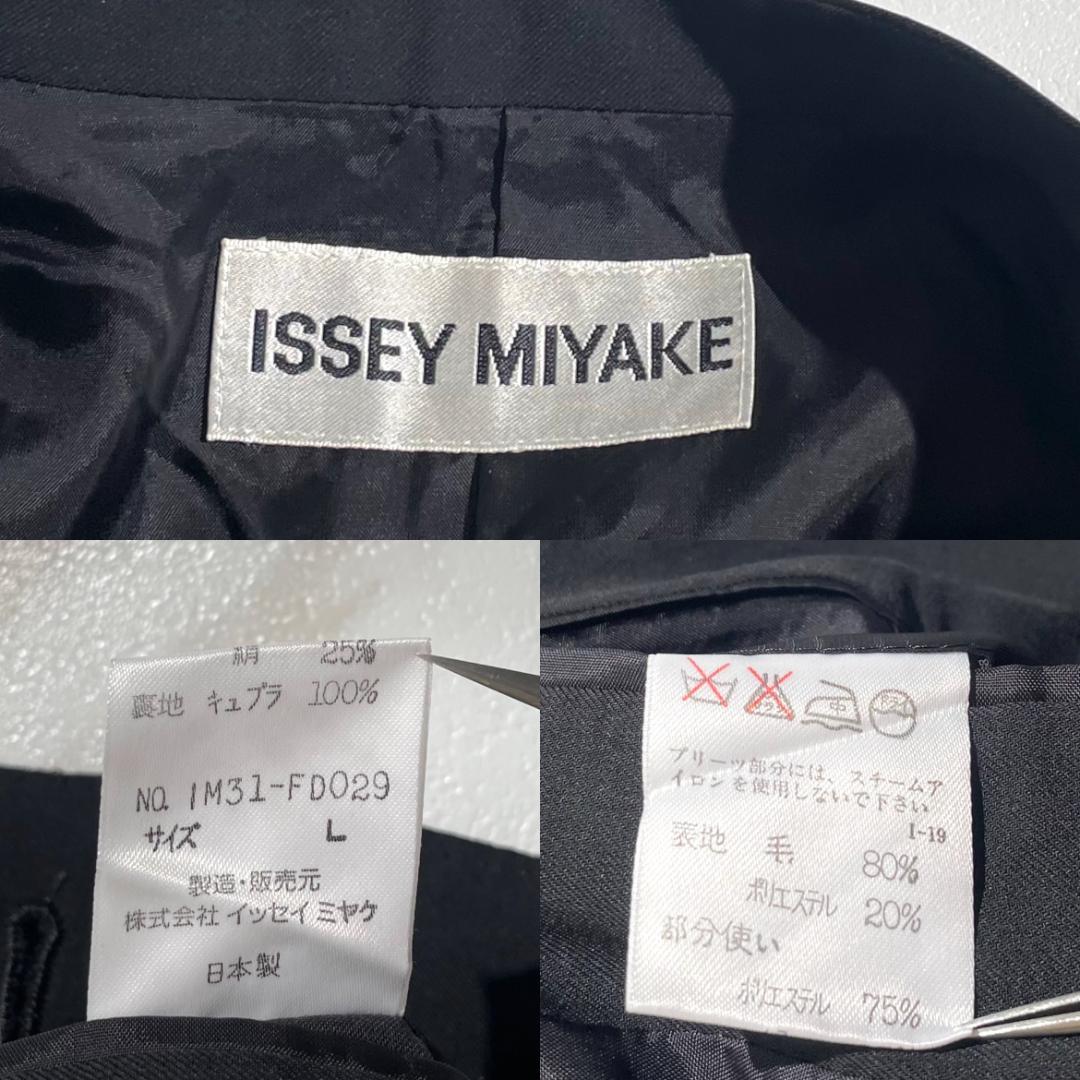 ISSEY MIYAKE
絹 25%
裏地 キュプラ 100%
NO. IM31-FD029
サイズ L
製造・販売元
株式会社 イッセイ ミヤケ
日本製
中 ドライ
プリーツ部分には、スチームア
イロンを使用しないで下さい
I-19
表地 毛 80%
ポリエステル 20%
部分使い
ポリエステル 75%